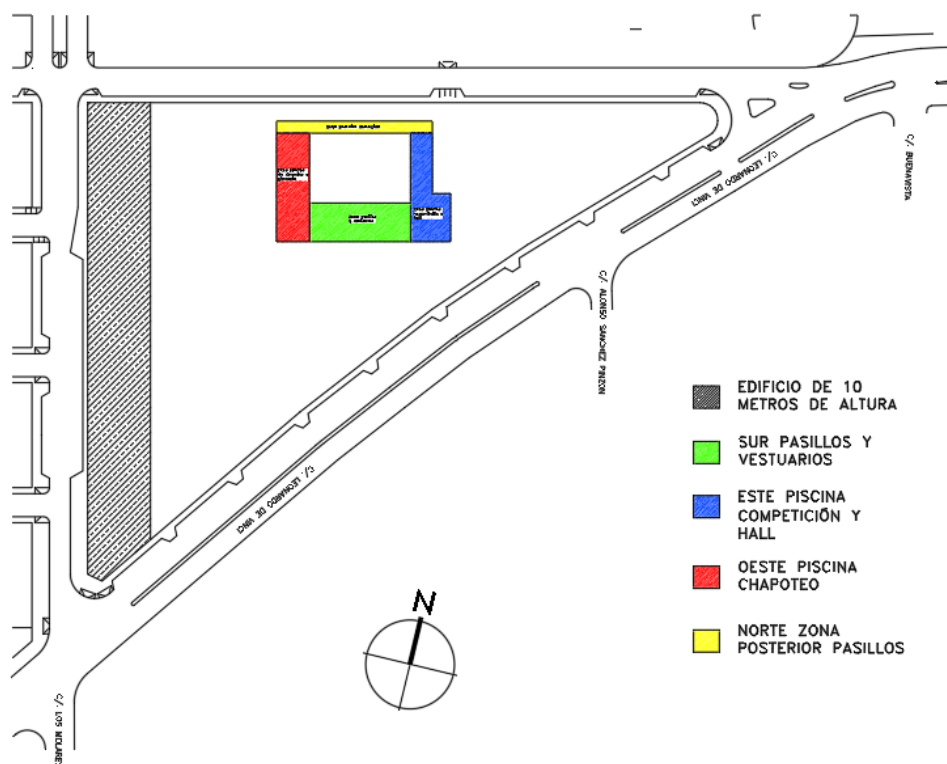 C/. BUENAVISTA
C/. LEONARDO DE VINCI
C/. ALONSO SANCHEZ PINZON
C/. LEONARDO DE VINCI
C/. LOS MOLARES
N
EDIFICIO DE 10
METROS DE ALTURA
SUR PASILLOS Y
VESTUARIOS
ESTE PISCINA
COMPETICIÓN Y
HALL
OESTE PISCINA
CHAPOTEO
NORTE ZONA
POSTERIOR PASILLOS